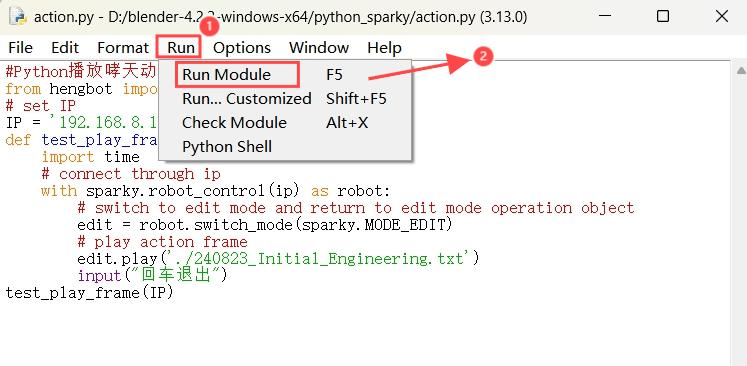 action.py - D:/blender-4.2.2-windows-x64/python_sparky/action.py (3.13.0)
File Edit Format Run Options Window Help
1
Run Module F5
2
Run... Customized Shift+F5
Check Module Alt+X
Python Shell
#Python播放哮天动
from hengbot impo
# set IP
IP = '192.168.8.1
def test_play_fra
import time
# connect through ip
with sparky.robot_control(ip) as robot:
# switch to edit mode and return to edit mode operation object
edit = robot.switch_mode(sparky.MODE_EDIT)
# play action frame
edit.play('./240823_Initial_Engineering.txt')
input("回车退出")
test_play_frame(IP)